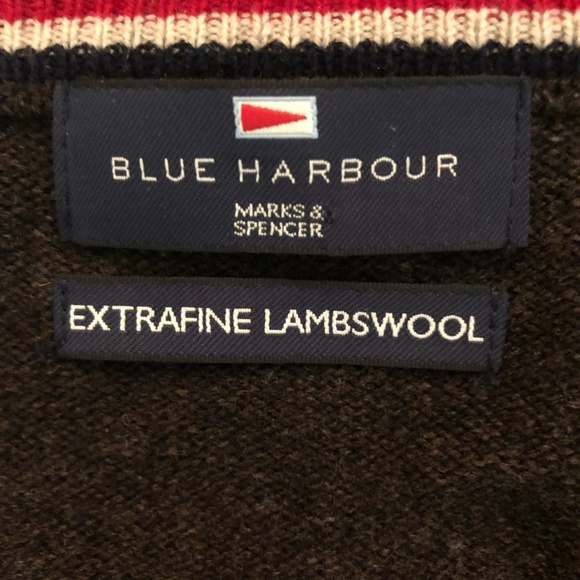 BLUE HARBOUR
MARKS &
SPENCER
EXTRAFINE LAMBSWOOL